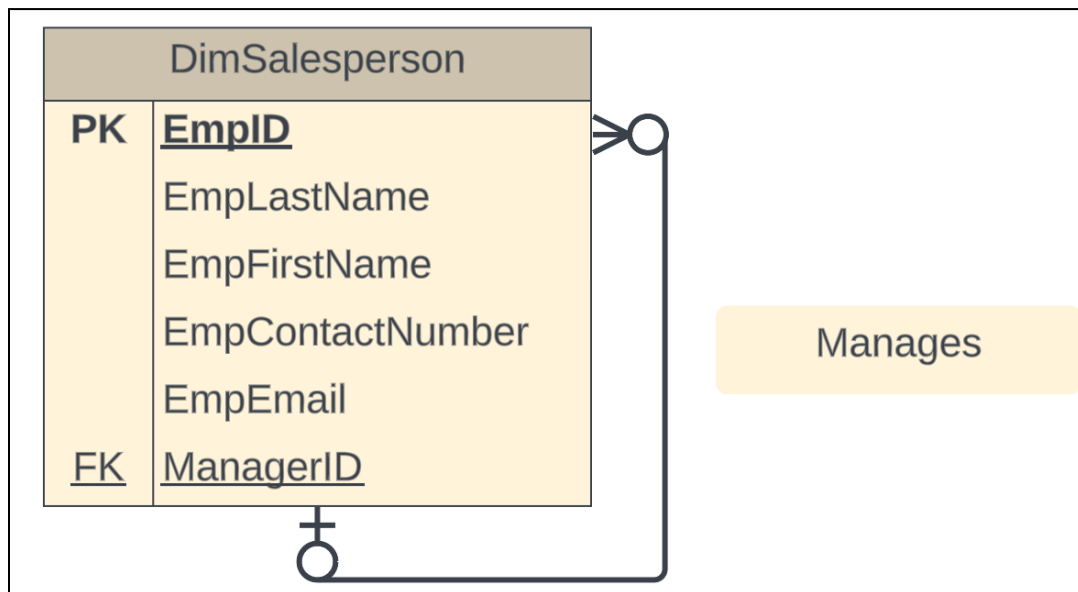 DimSalesperson
PK EmpID
EmpLastName
EmpFirstName
EmpContactNumber
EmpEmail
FK ManagerID
Manages